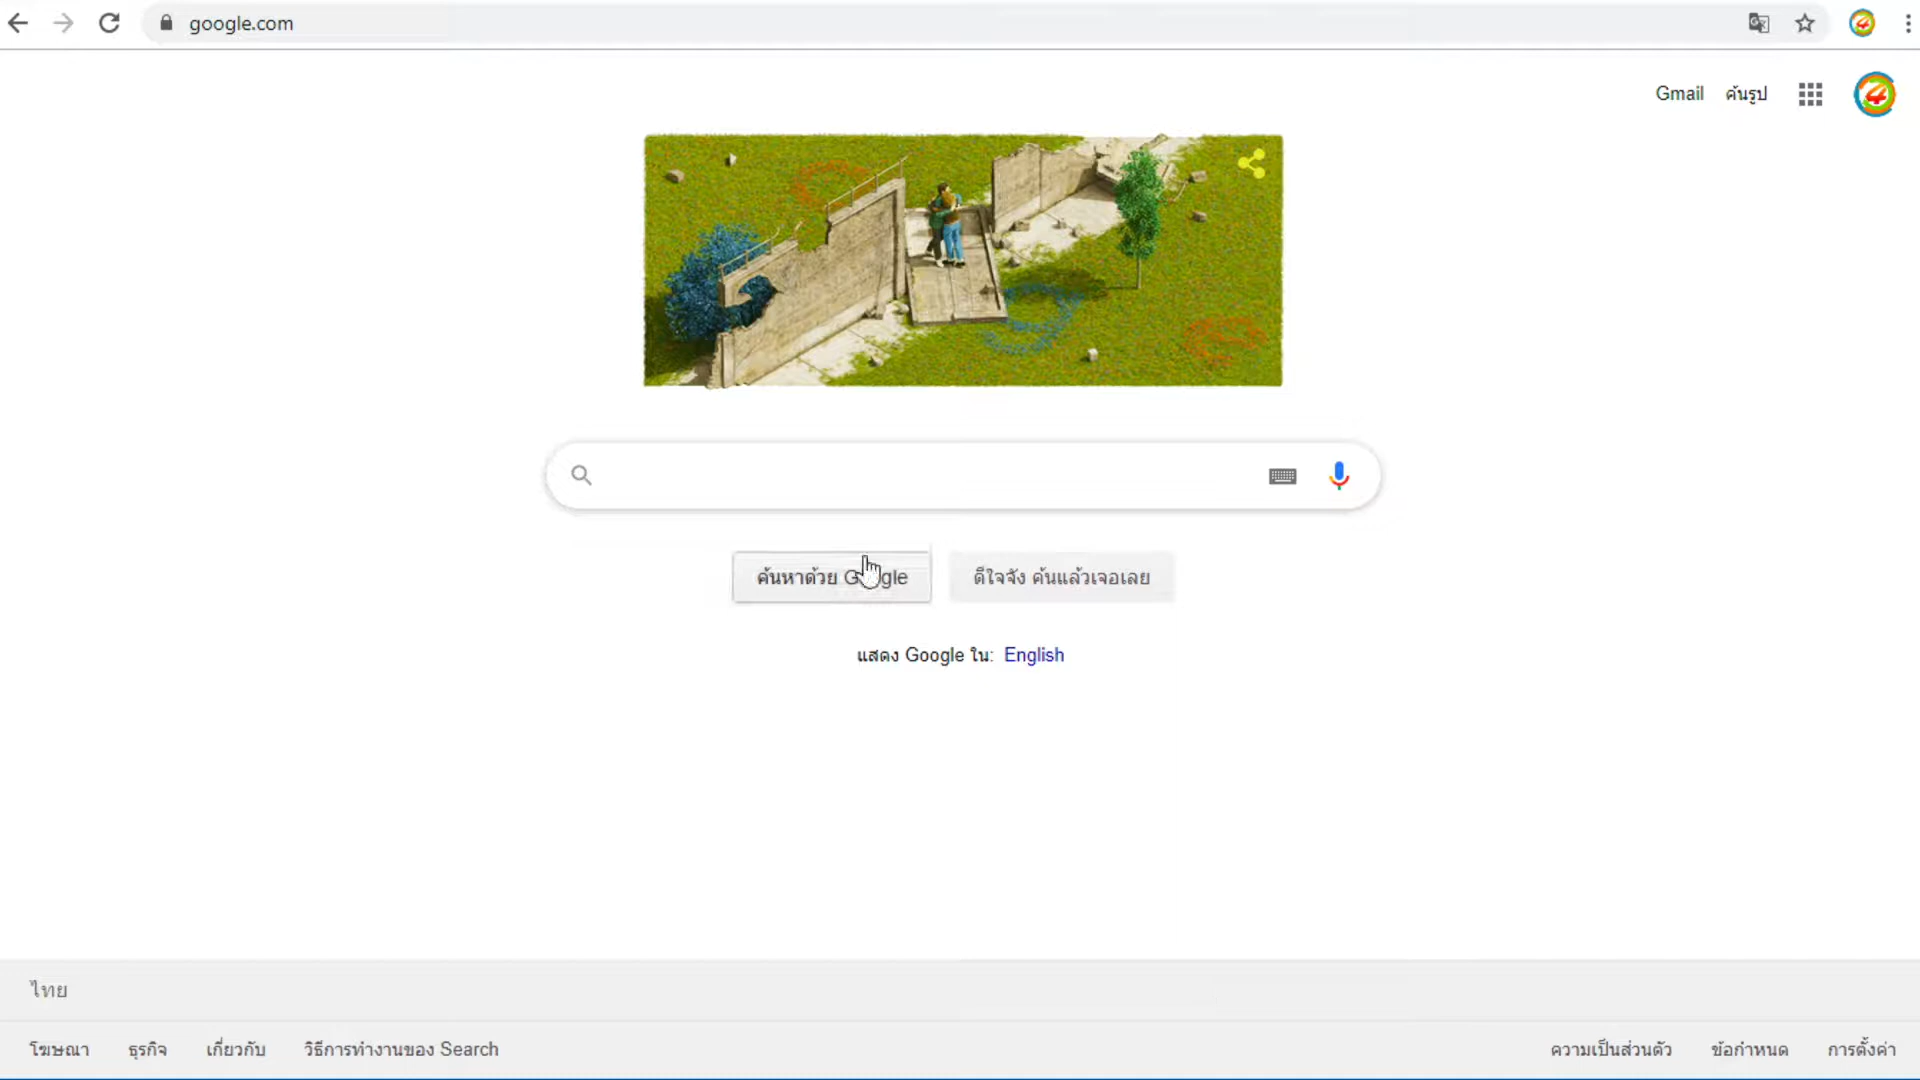 google.com
Gmail ค้นรูป
ค้นหาด้วย Google ดีใจจัง ค้นแล้วเจอเลย
แสดง Google ใน: English
ไทย
โฆษณา ธุรกิจ เกี่ยวกับ วิธีการทำงานของ Search ความเป็นส่วนตัว ข้อกำหนด การตั้งค่า